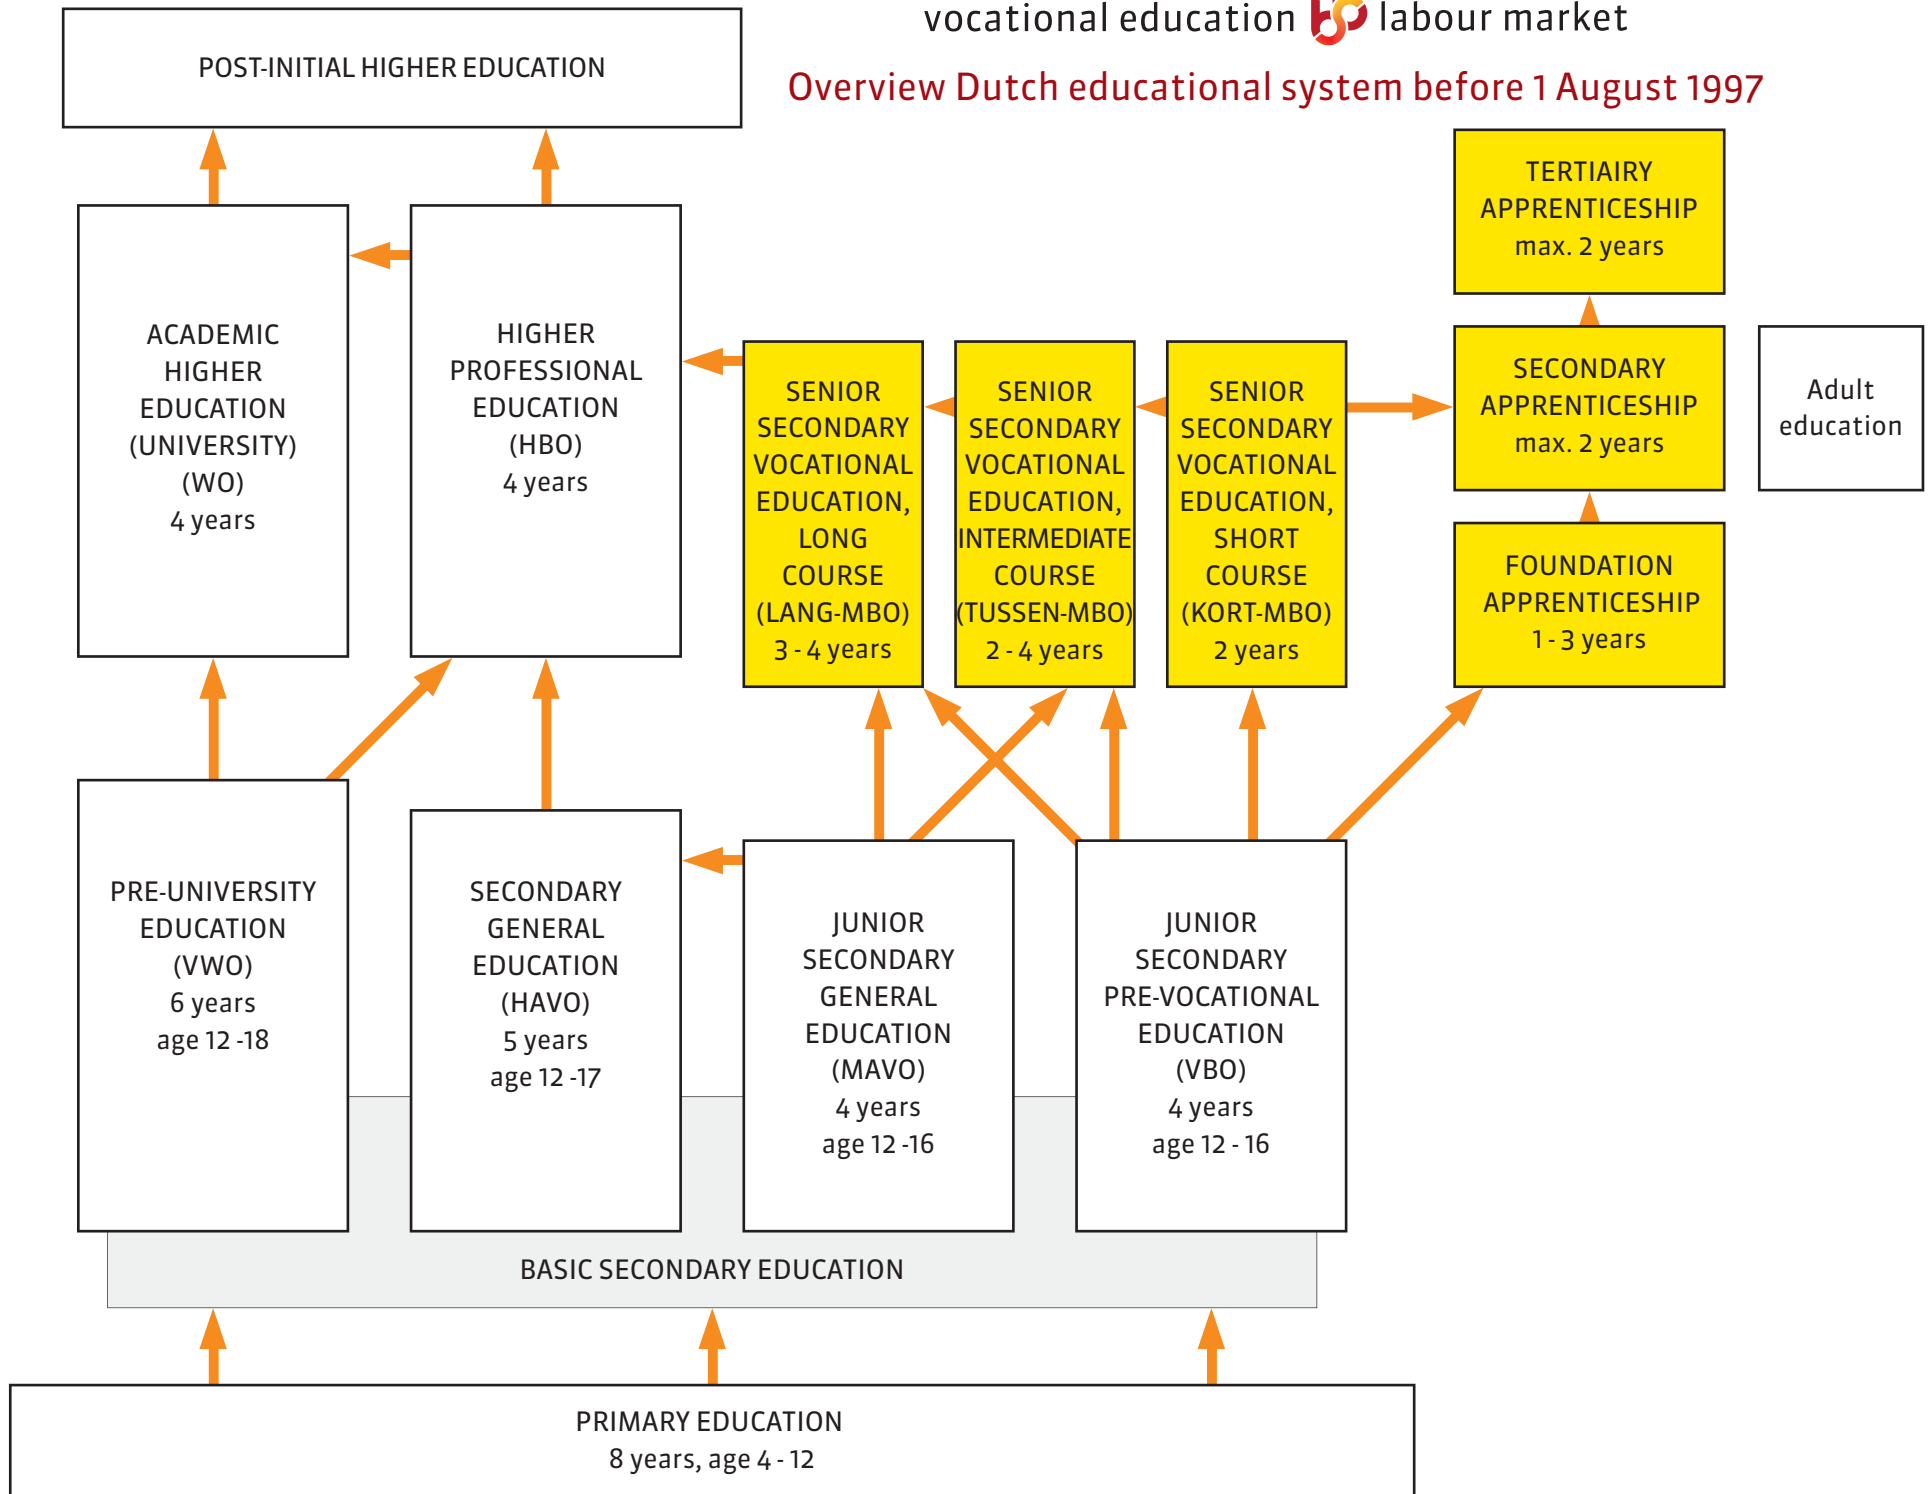 vocational education labour market
Overview Dutch educational system before 1 August 1997
POST-INITIAL HIGHER EDUCATION
ACADEMIC
HIGHER
EDUCATION
(UNIVERSITY)
(WO)
4 years
HIGHER
PROFESSIONAL
EDUCATION
(HBO)
4 years
SENIOR
SECONDARY
VOCATIONAL
EDUCATION,
LONG
COURSE
(LANG-MBO)
3 - 4 years
SENIOR
SECONDARY
VOCATIONAL
EDUCATION,
INTERMEDIATE
COURSE
(TUSSEN-MBO)
2 - 4 years
SENIOR
SECONDARY
VOCATIONAL
EDUCATION,
SHORT
COURSE
(KORT-MBO)
2 years
TERTIAIRY
APPRENTICESHIP
max. 2 years
SECONDARY
APPRENTICESHIP
max. 2 years
FOUNDATION
APPRENTICESHIP
1 - 3 years
Adult
education
PRE-UNIVERSITY
EDUCATION
(VWO)
6 years
age 12 -18
SECONDARY
GENERAL
EDUCATION
(HAVO)
5 years
age 12 -17
JUNIOR
SECONDARY
GENERAL
EDUCATION
(MAVO)
4 years
age 12 -16
JUNIOR
SECONDARY
PRE-VOCATIONAL
EDUCATION
(VBO)
4 years
age 12 - 16
BASIC SECONDARY EDUCATION
PRIMARY EDUCATION
8 years, age 4 - 12